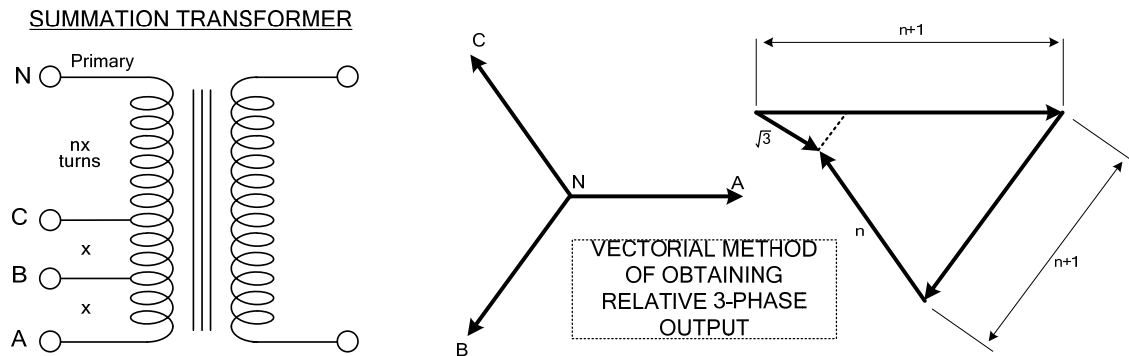 SUMMATION TRANSFORMER
N
Primary
nx
turns
C
x
B
x
A
C
N
A
B
VECTORIAL METHOD
OF OBTAINING
RELATIVE 3-PHASE
OUTPUT
n+1
√3
n
n+1